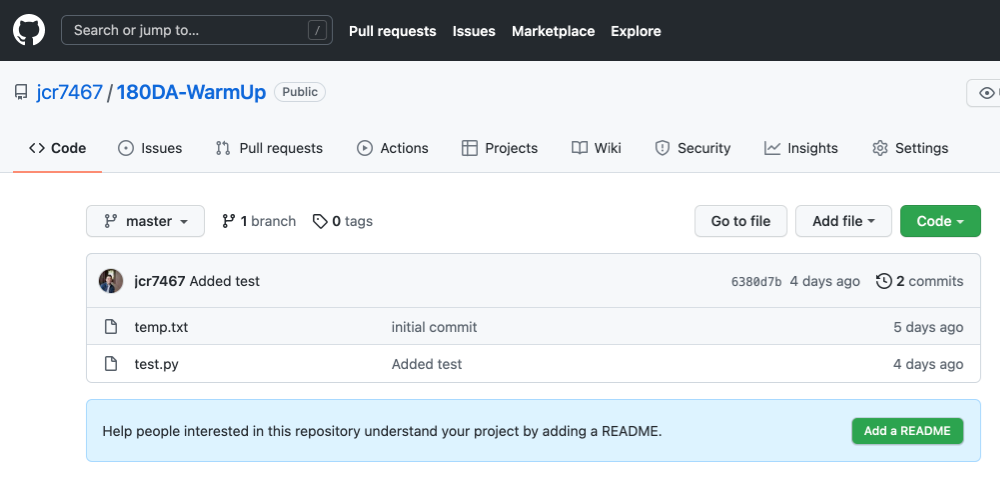 Search or jump to... / Pull requests Issues Marketplace Explore
jcr7467 / 180DA-WarmUp Public
Code Issues Pull requests Actions Projects Wiki Security Insights Settings
master 1 branch 0 tags Go to file Add file Code
jcr7467 Added test 6380d7b 4 days ago 2 commits
temp.txt initial commit 5 days ago
test.py Added test 4 days ago
Help people interested in this repository understand your project by adding a README. Add a README